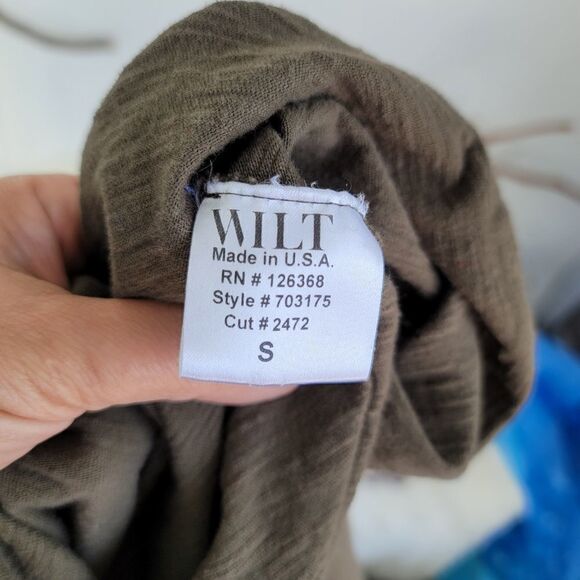 WILT
Made in U.S.A.
RN # 126368
Style # 703175
Cut # 2472
S